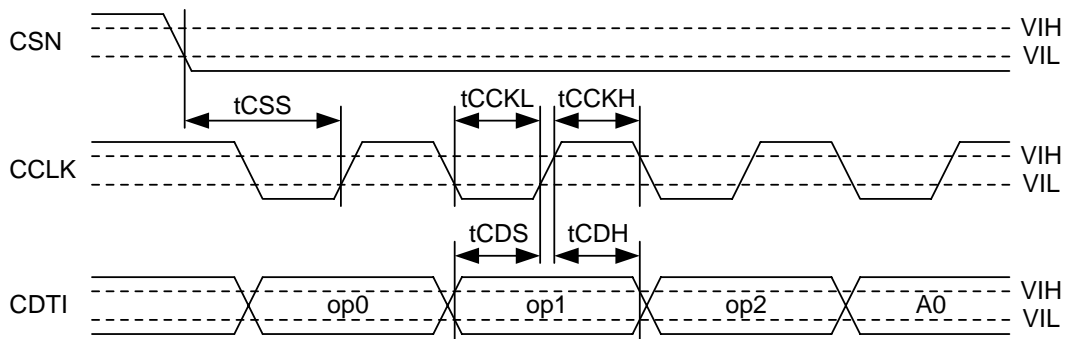 CSN
VIH
VIL
tCSS
tCCKL
tCCKH
CCLK
VIH
VIL
tCDS
tCDH
CDTI
op0
op1
op2
A0
VIH
VIL